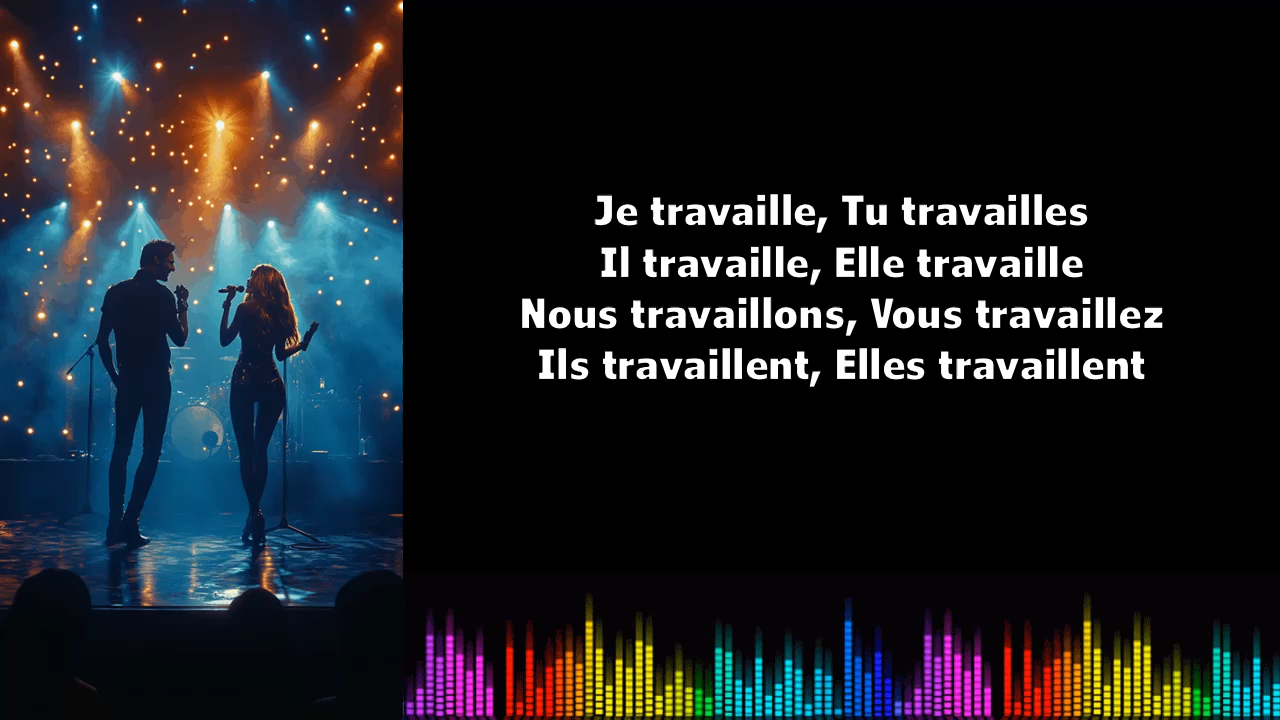 Je travaille, Tu travailles
Il travaille, Elle travaille
Nous travaillons, Vous travaillez
Ils travaillent, Elles travaillent